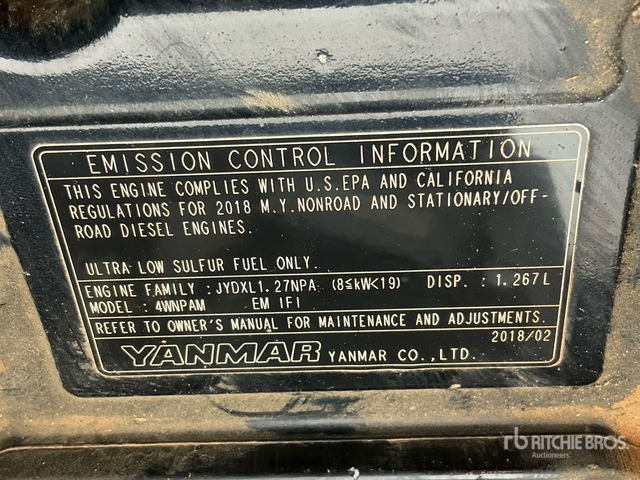 EMISSION CONTROL INFORMATION
THIS ENGINE COMPLIES WITH U.S.EPA AND CALIFORNIA
REGULATIONS FOR 2018 M.Y.NONROAD AND STATIONARY/OFF-
ROAD DIESEL ENGINES.
ULTRA LOW SULFUR FUEL ONLY.
ENGINE FAMILY : JYDXL1.27NPA (8≤kW<19) DISP. : 1.267L
MODEL : 4WNPAM EM IFI
REFER TO OWNER'S MANUAL FOR MAINTENANCE AND ADJUSTMENTS.
2018/02
YANMAR YANMAR CO.,LTD.
rb RITCHIE BROS.
Auctioneers